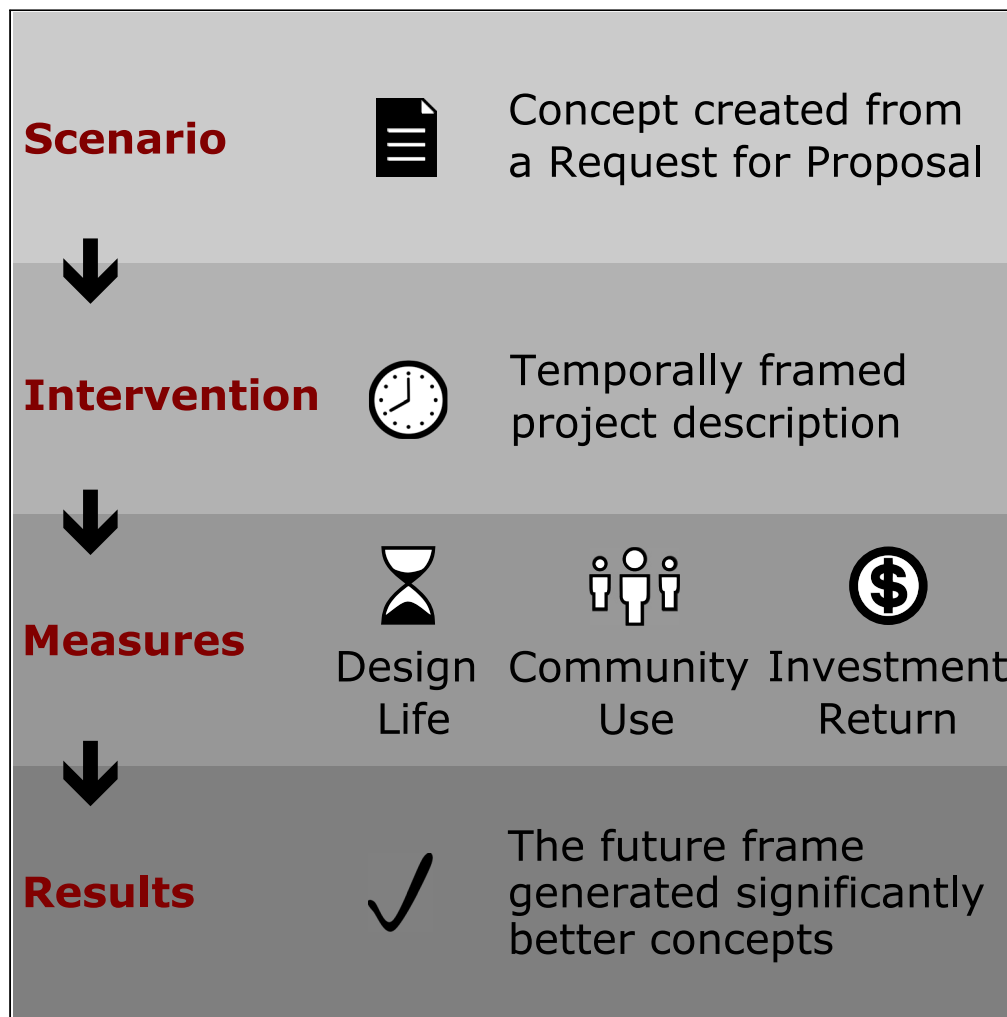 Scenario
Concept created from
a Request for Proposal
Intervention
Temporally framed
project description
Measures
$
Design
Life
Community
Use
Investment
Return
Results
The future frame
generated significantly
better concepts